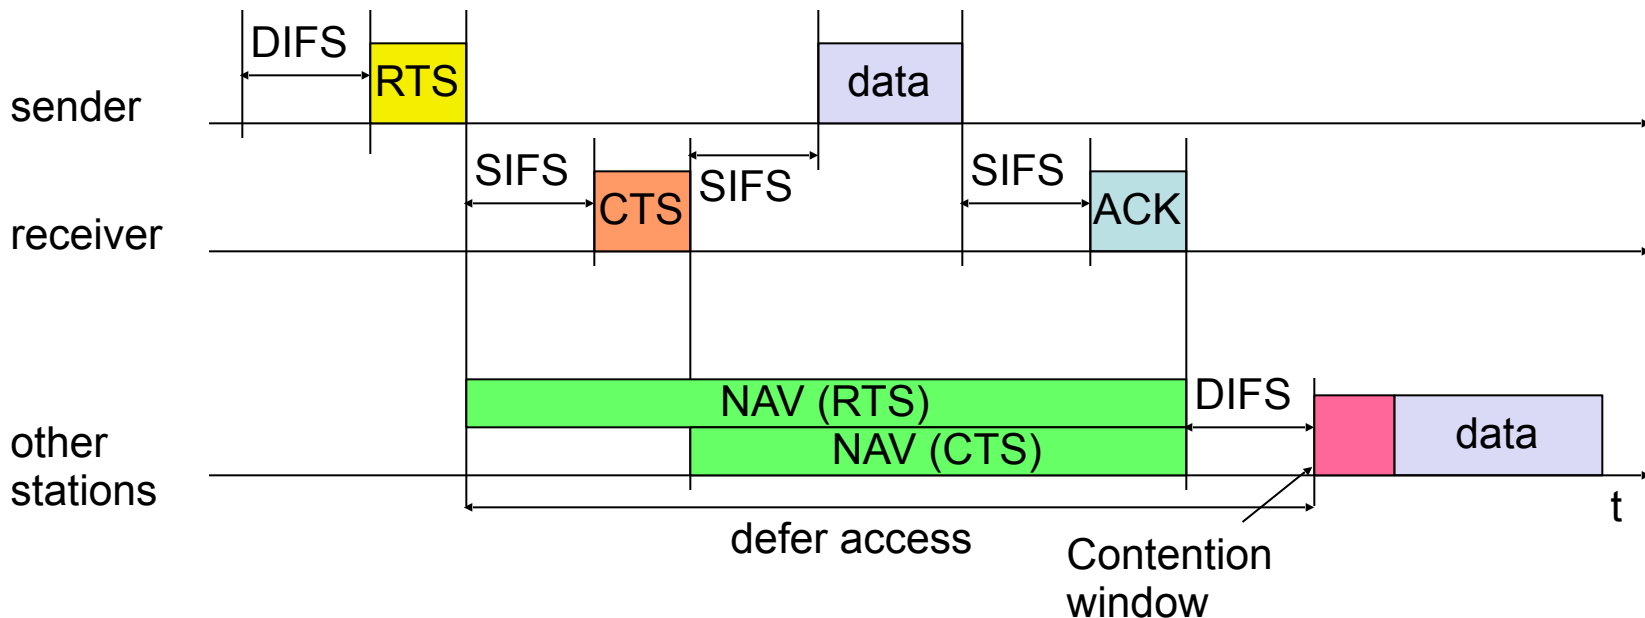 DIFS
RTS
data
sender
SIFS
CTS
SIFS
SIFS
ACK
receiver
NAV (RTS)
DIFS
NAV (CTS)
data
other
stations
t
defer access
Contention
window